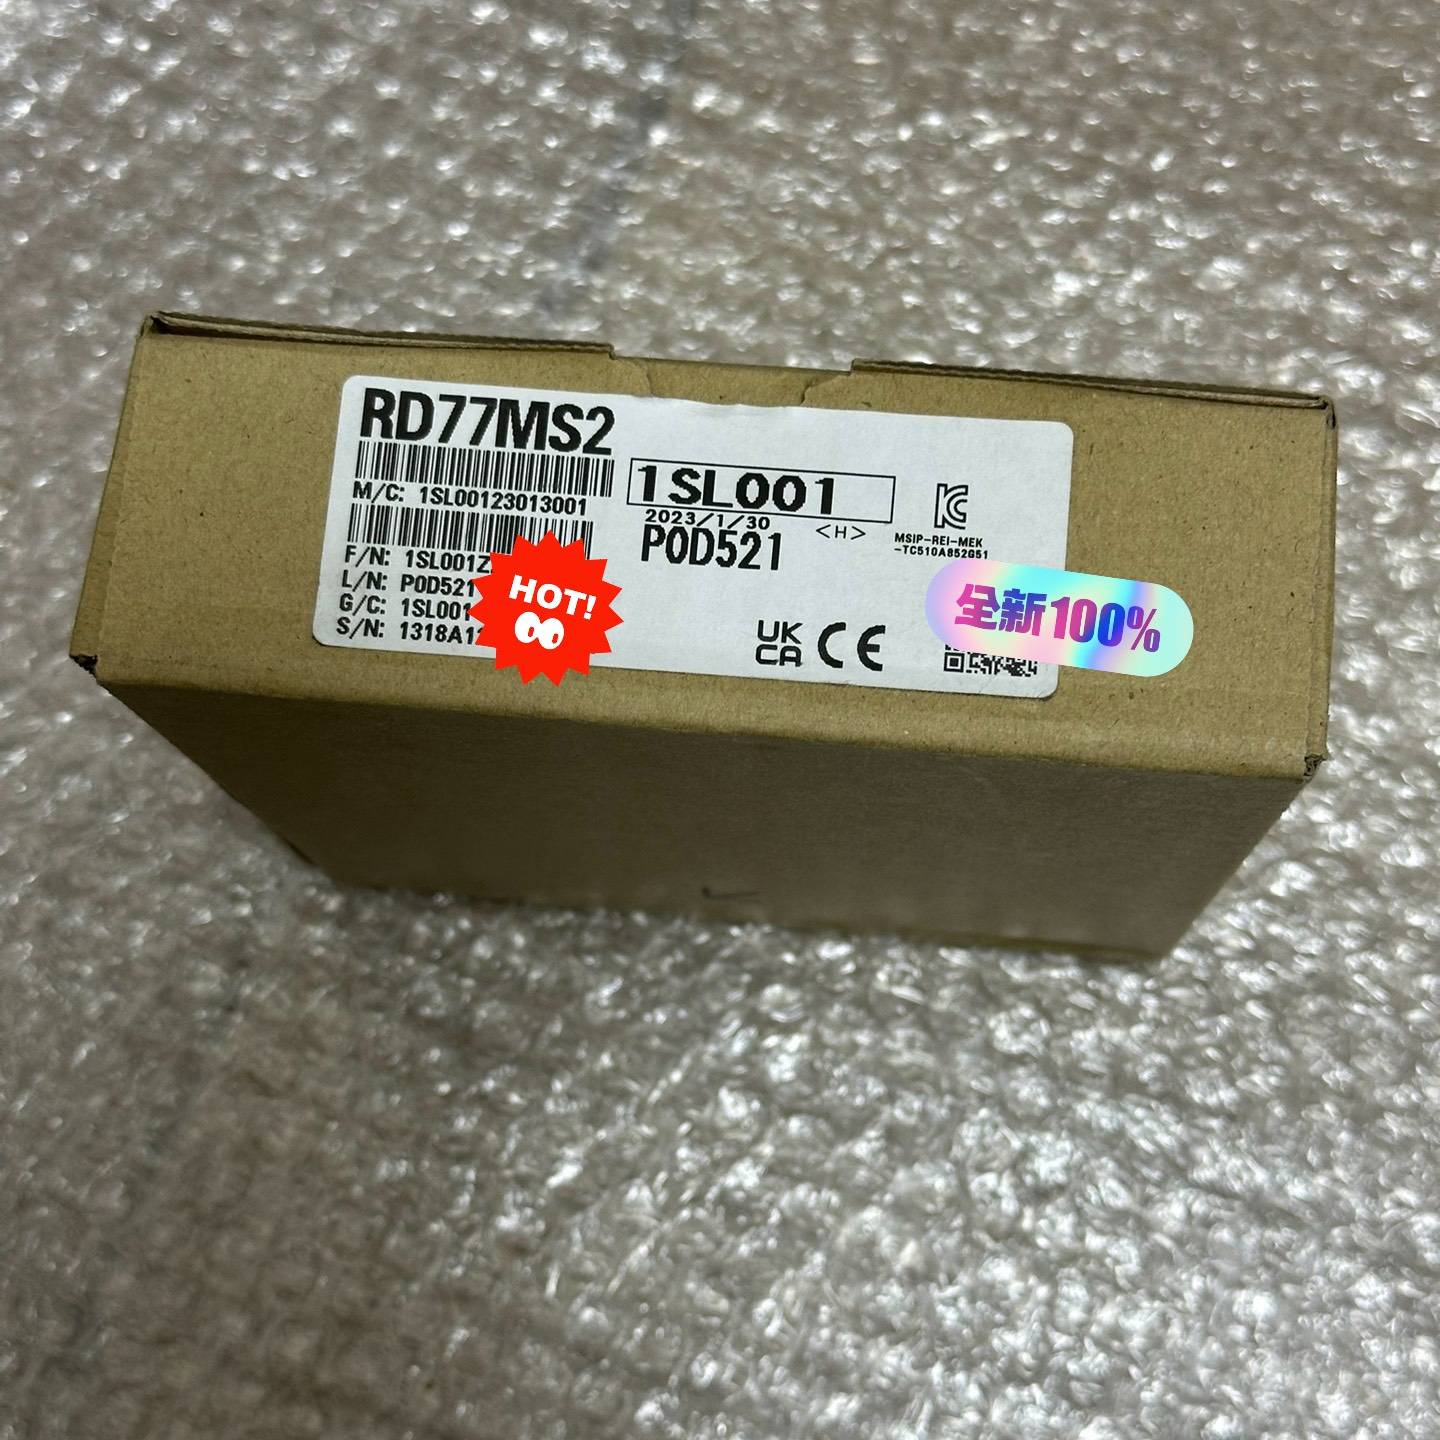 RD77MS2
M/C: 1SL00123013001
F/N: 1SL001Z
L/N: P0D521
G/C: 1SL001
S/N: 1318A1
1SL001
2023/1/30 <H>
P0D521
MSIP-REI-MEK
-TC510A852G51
UK
CA CE
HOT!
全新100%